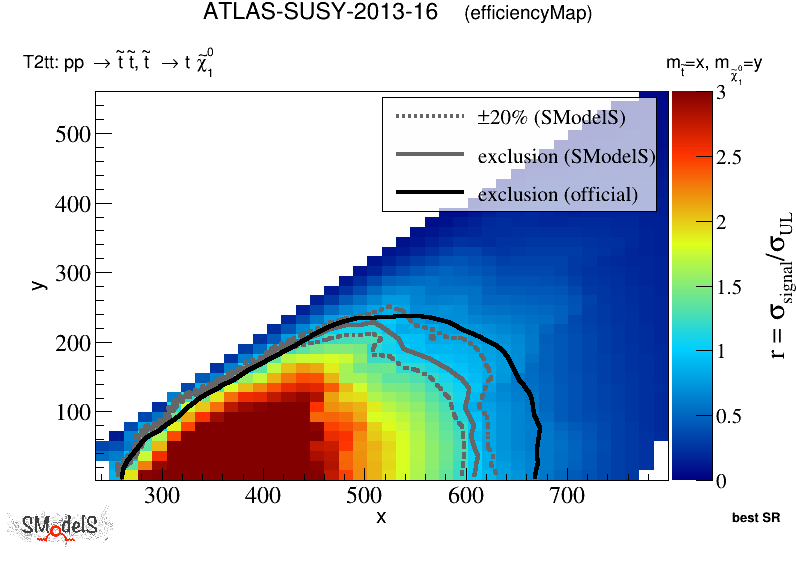 ATLAS-SUSY-2013-16 (efficiencyMap)
T2tt: pp → t̃ t̃, t̃ → t χ̃₁⁰
m_t̃=x, m_χ̃₁⁰=y
±20% (SModelS)
exclusion (SModelS)
exclusion (official)
500
400
300
200
100
y
300 400 500 600 700
x
3
2.5
2
1.5
1
0.5
0
r = σ_signal/σ_UL
SModelS
best SR